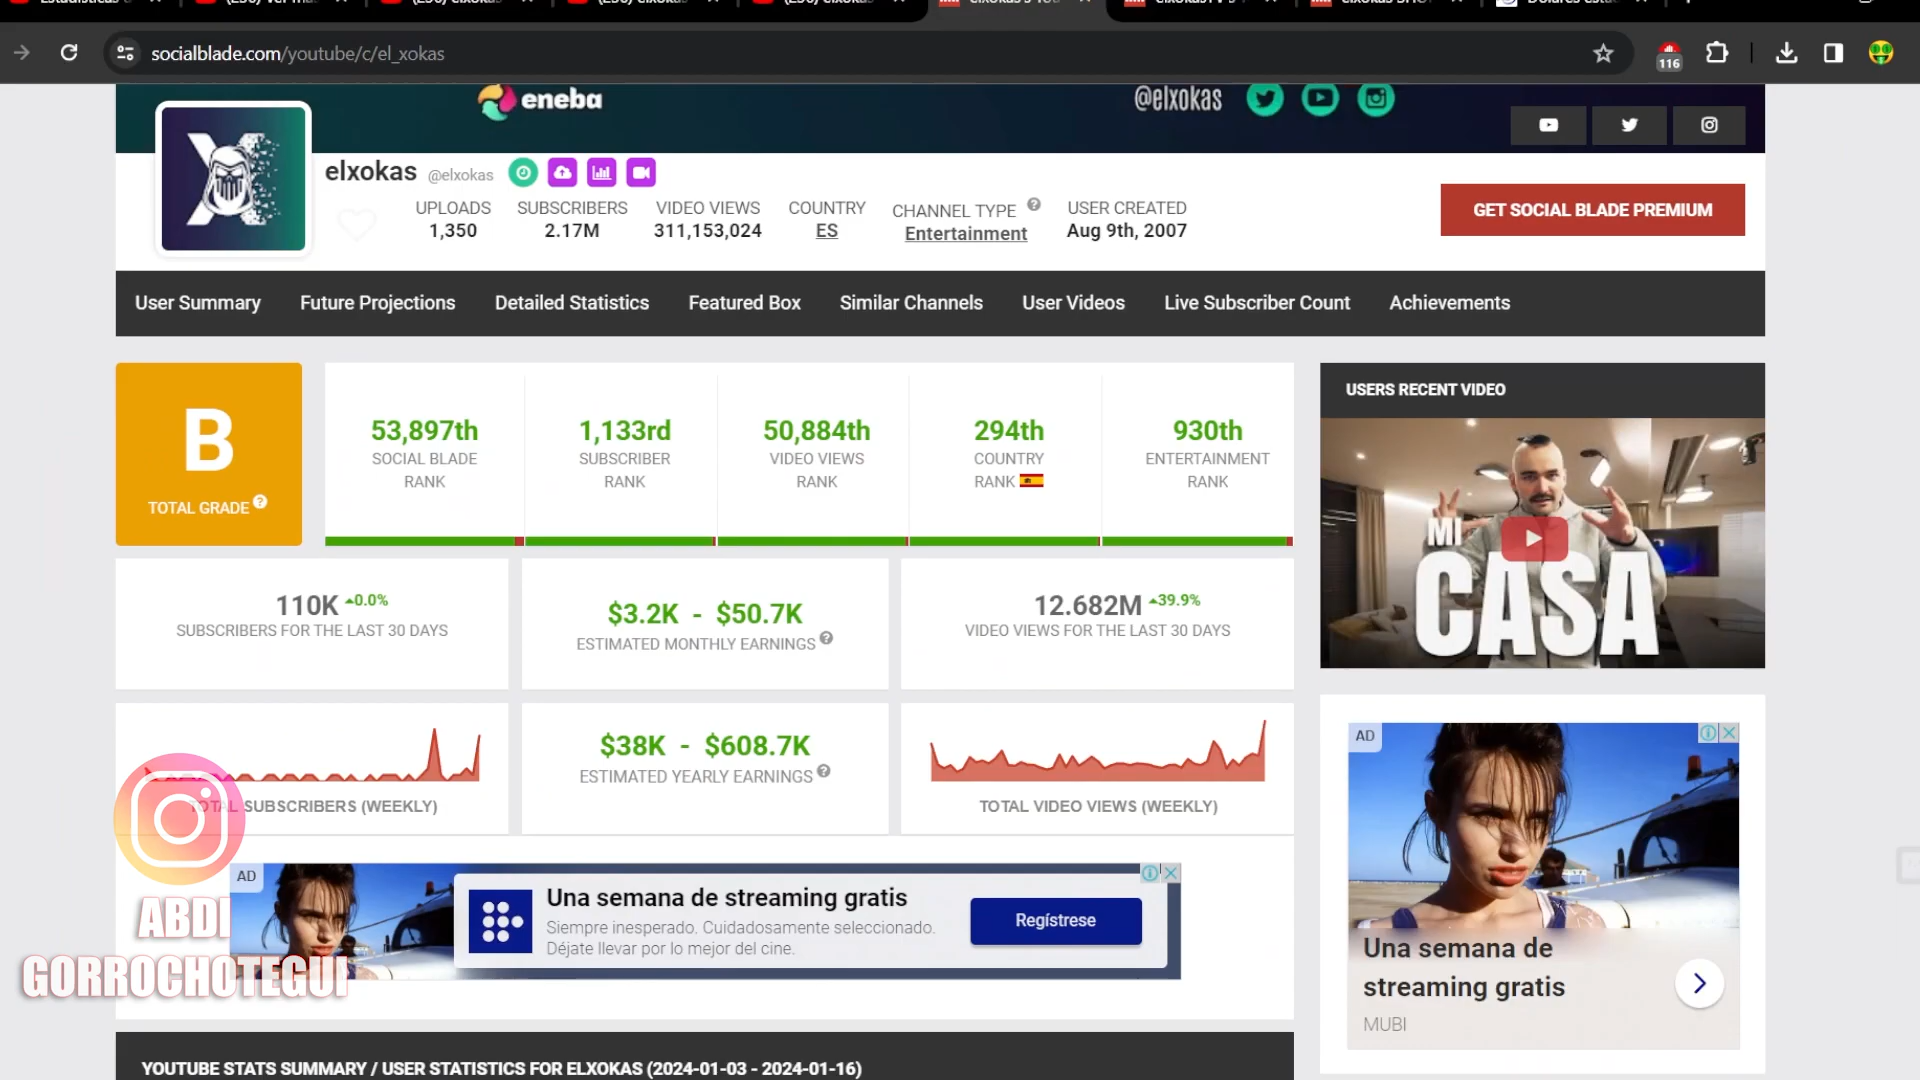 socialblade.com/youtube/c/el_xokas
116
eneba
@elxokas
elxokas @elxokas
UPLOADS
1,350
SUBSCRIBERS
2.17M
VIDEO VIEWS
311,153,024
COUNTRY
ES
CHANNEL TYPE
Entertainment
USER CREATED
Aug 9th, 2007
GET SOCIAL BLADE PREMIUM
User Summary
Future Projections
Detailed Statistics
Featured Box
Similar Channels
User Videos
Live Subscriber Count
Achievements
B
TOTAL GRADE
53,897th
SOCIAL BLADE
RANK
1,133rd
SUBSCRIBER
RANK
50,884th
VIDEO VIEWS
RANK
294th
COUNTRY
RANK
930th
ENTERTAINMENT
RANK
USERS RECENT VIDEO
MI
CASA
110K 0.0%
SUBSCRIBERS FOR THE LAST 30 DAYS
$3.2K - $50.7K
ESTIMATED MONTHLY EARNINGS
12.682M 39.9%
VIDEO VIEWS FOR THE LAST 30 DAYS
TOTAL SUBSCRIBERS (WEEKLY)
$38K - $608.7K
ESTIMATED YEARLY EARNINGS
TOTAL VIDEO VIEWS (WEEKLY)
AD
Una semana de streaming gratis
Siempre inesperado. Cuidadosamente seleccionado.
Déjate llevar por lo mejor del cine.
Regístrese
AD
Una semana de
streaming gratis
MUBI
ABDI
GORROCHOTEGUI
YOUTUBE STATS SUMMARY / USER STATISTICS FOR ELXOKAS (2024-01-03 - 2024-01-16)